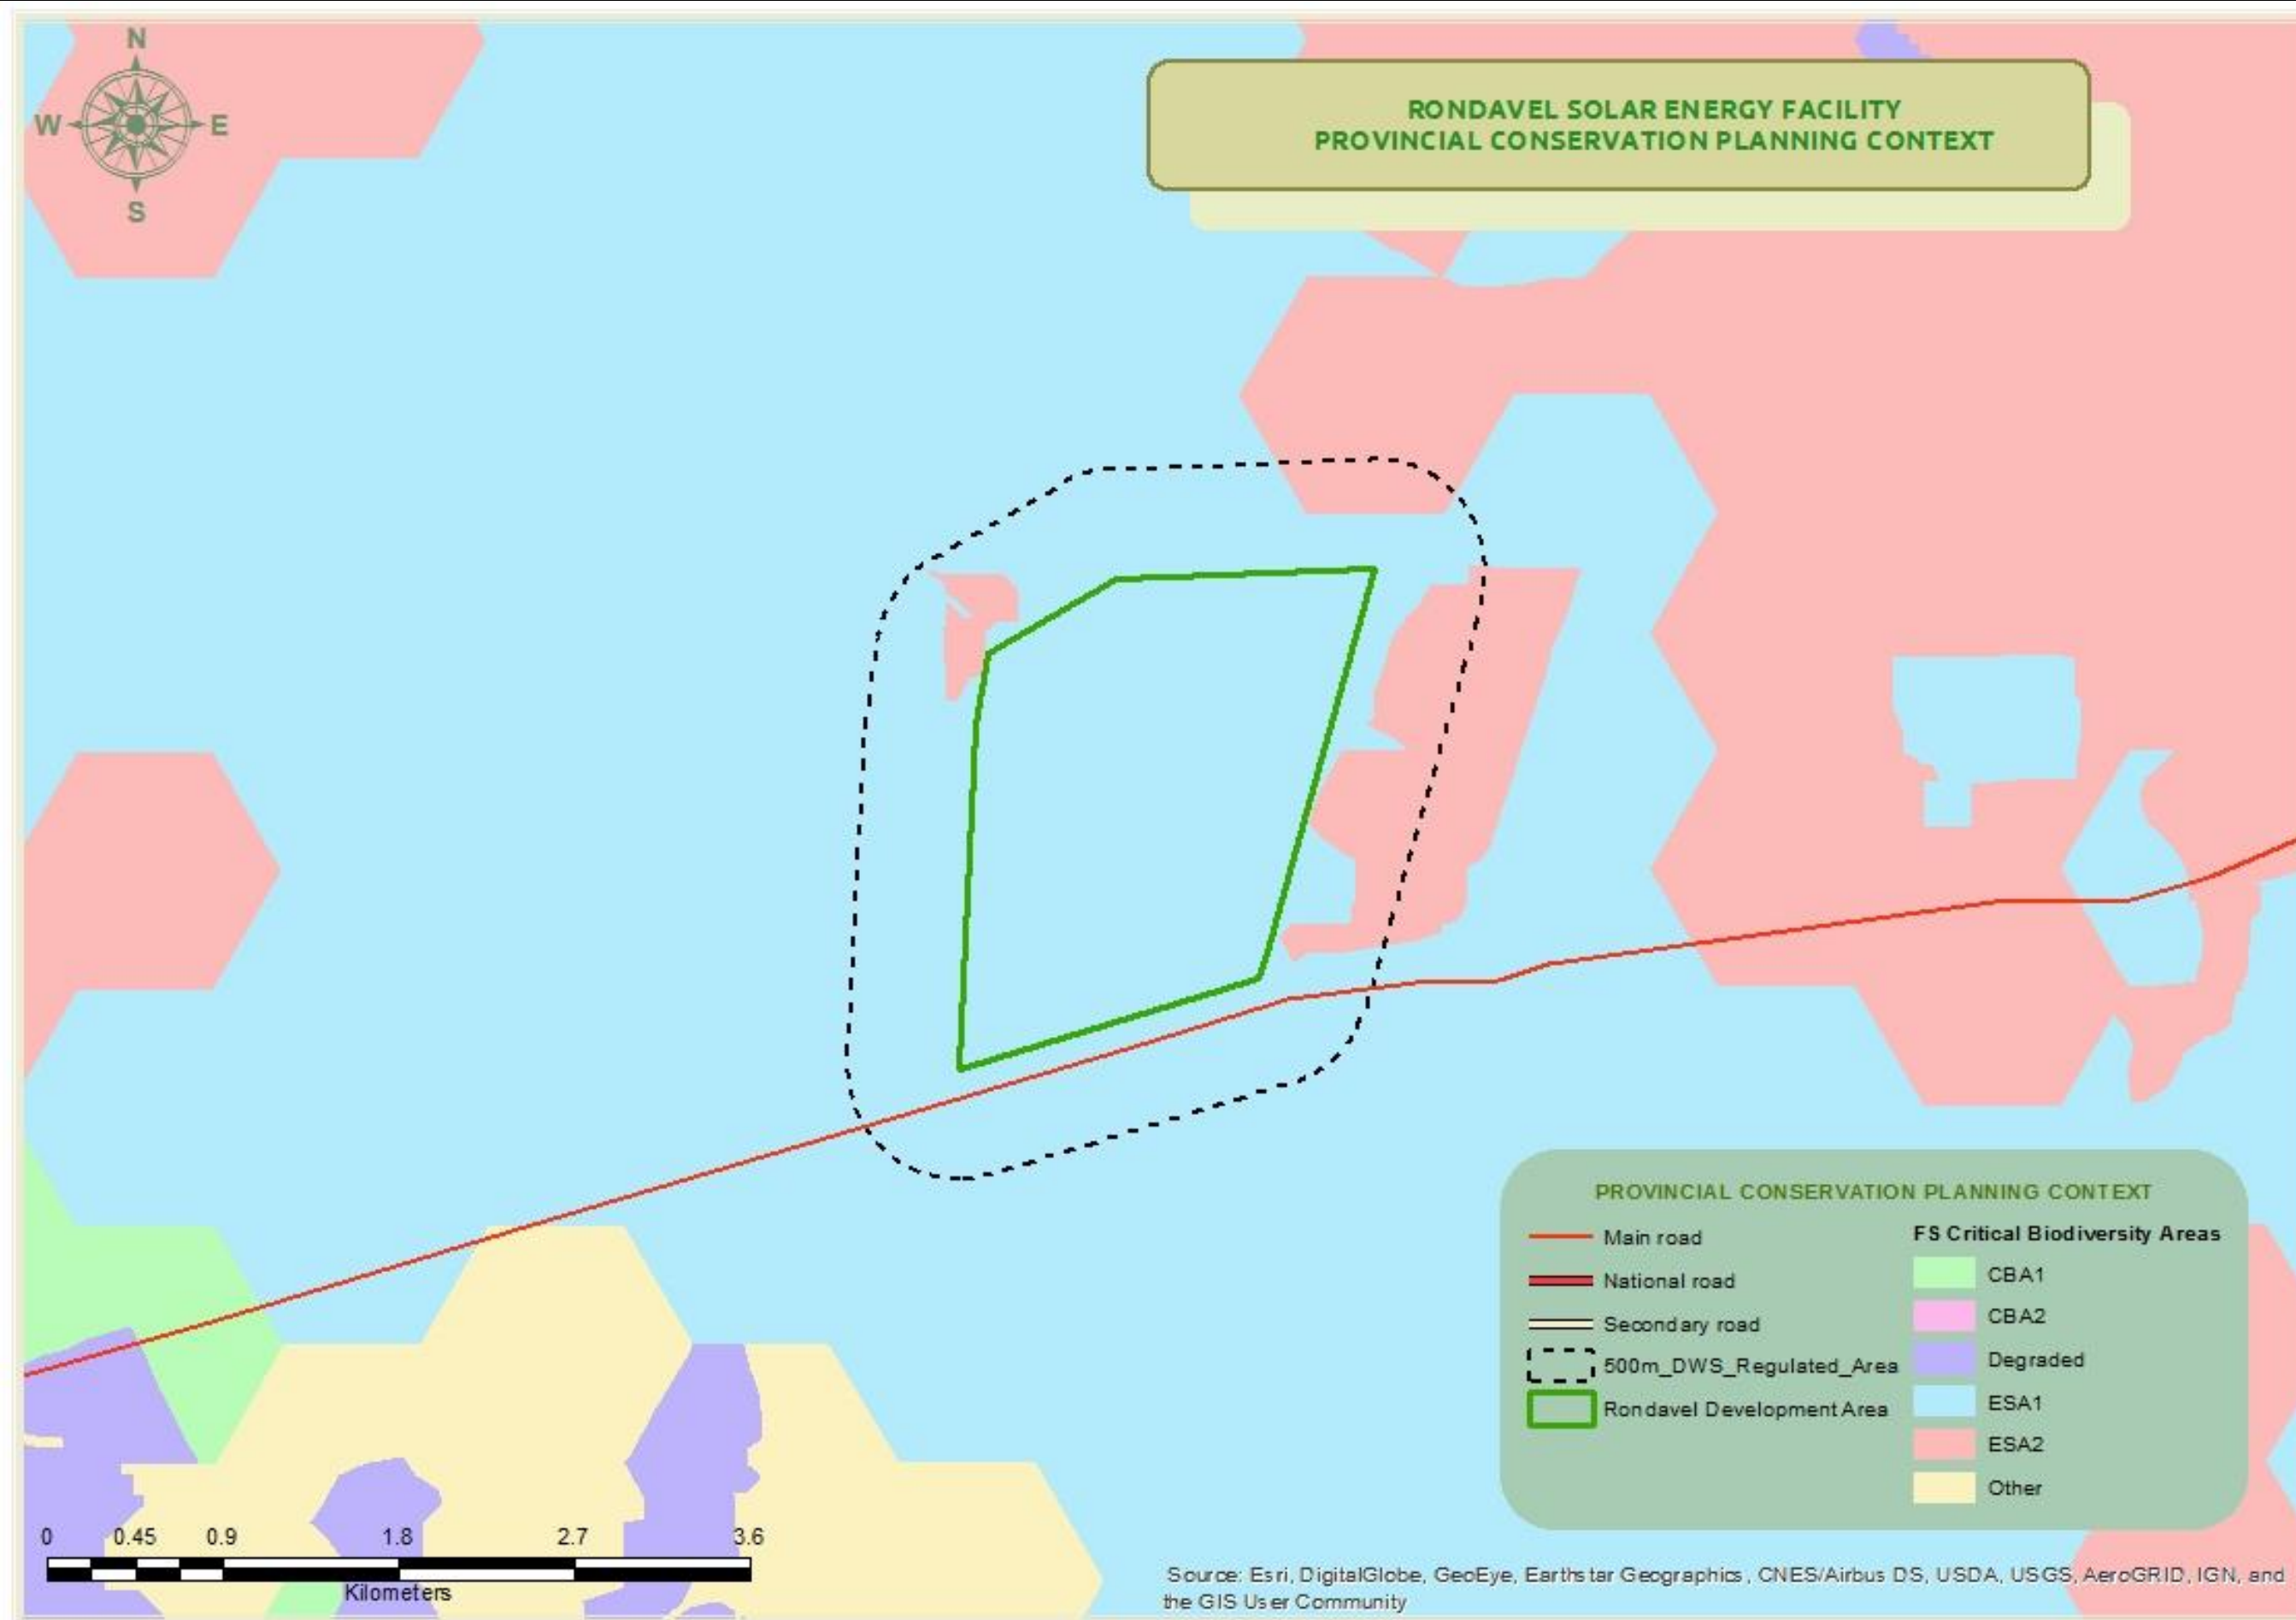 N
W E
S
RONDAVEL SOLAR ENERGY FACILITY
PROVINCIAL CONSERVATION PLANNING CONTEXT
PROVINCIAL CONSERVATION PLANNING CONTEXT
Main road
National road
Secondary road
500m_DWS_Regulated_Area
Rondavel Development Area
FS Critical Biodiversity Areas
CBA1
CBA2
Degraded
ESA1
ESA2
Other
0 0.45 0.9 1.8 2.7 3.6
Kilometers
Source: Esri, DigitalGlobe, GeoEye, Earthstar Geographics, CNES/Airbus DS, USDA, USGS, AeroGRID, IGN, and
the GIS User Community